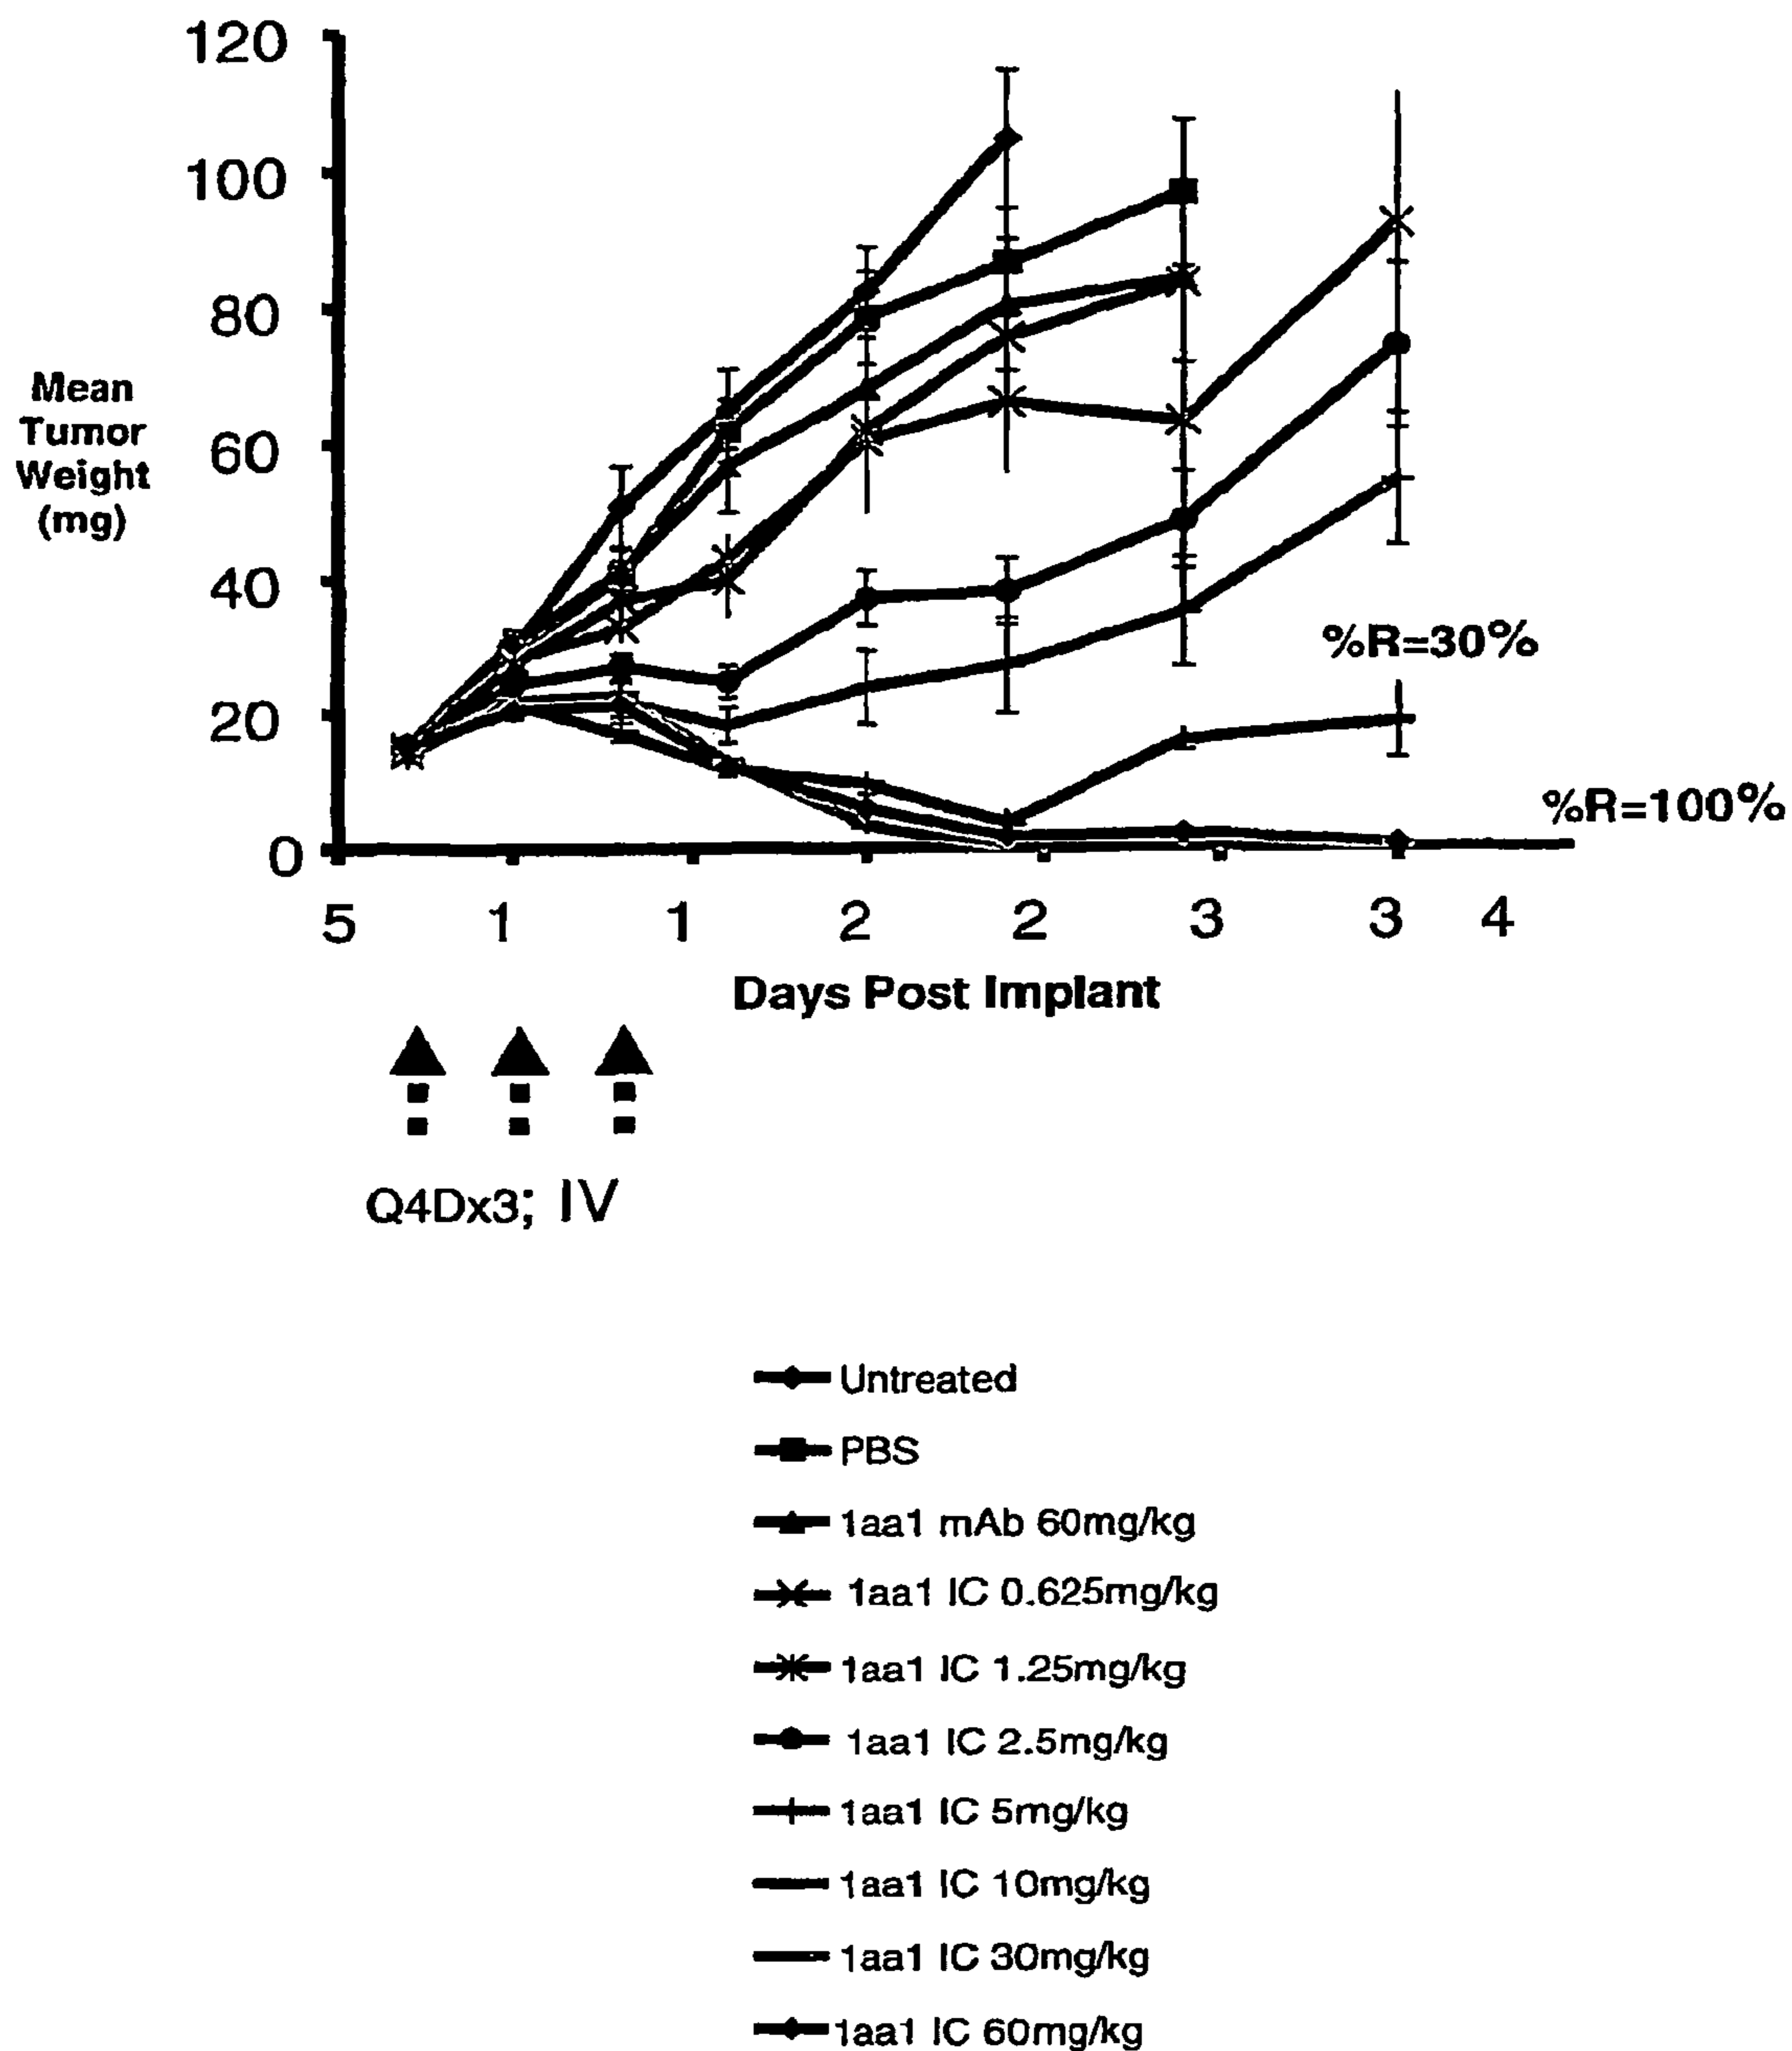 120
100
80
60
40
20
0
Mean
Tumor
Weight
(mg)
%R=30%
%R=100%
5 1 1 2 2 3 3 4
Days Post Implant
Q4Dx3; IV
Untreated
PBS
1aa1 mAb 60mg/kg
1aa1 IC 0.625mg/kg
1aa1 IC 1.25mg/kg
1aa1 IC 2.5mg/kg
1aa1 IC 5mg/kg
1aa1 IC 10mg/kg
1aa1 IC 30mg/kg
1aa1 IC 60mg/kg